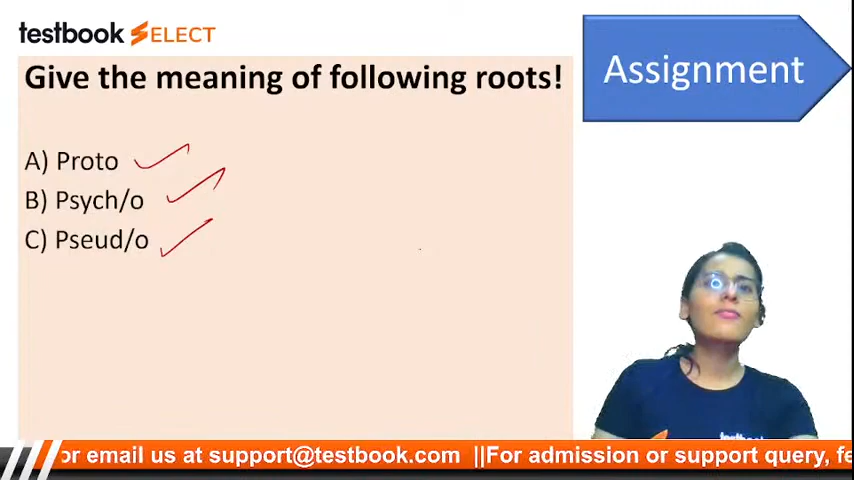 testbook SELECT
Assignment
Give the meaning of following roots!
A) Proto
B) Psych/o
C) Pseud/o
or email us at support@testbook.com ||For admission or support query, fe